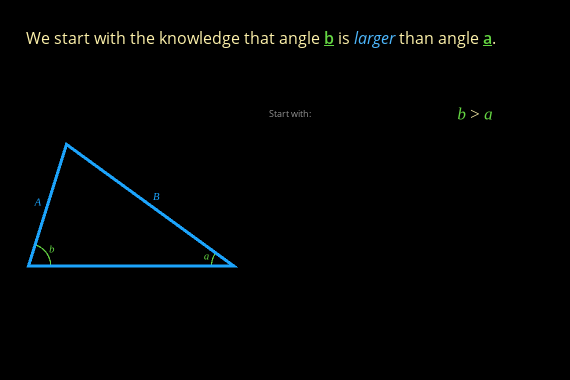 We start with the knowledge that angle b is larger than angle a.
Start with:
b > a
A
B
b
a